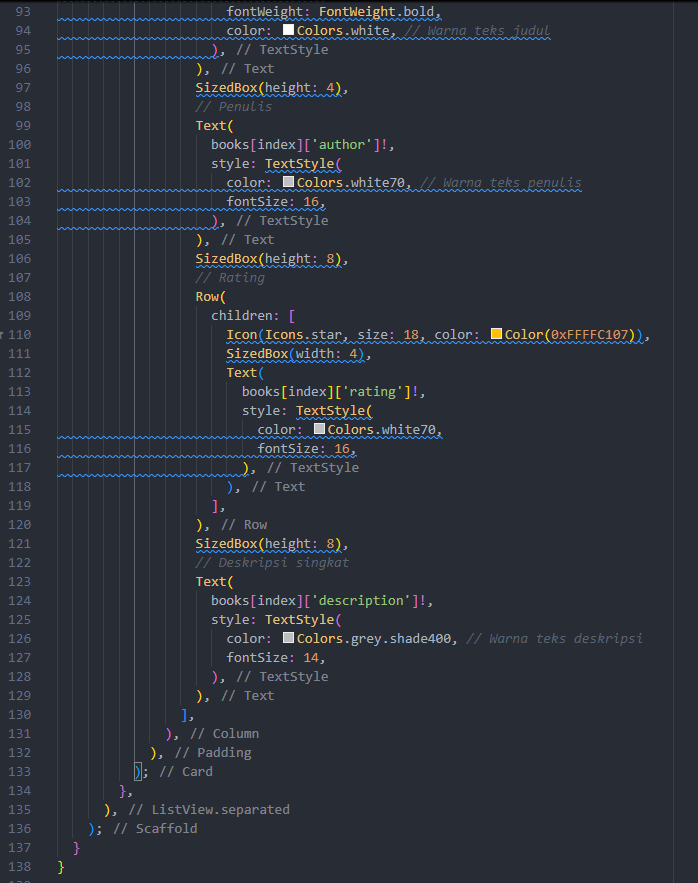 93 fontWeight: FontWeight.bold,
94 color: Colors.white, // Warna teks judul
95 ), // TextStyle
96 ), // Text
97 SizedBox(height: 4),
98 // Penulis
99 Text(
100 books[index]['author']!,
101 style: TextStyle(
102 color: Colors.white70, // Warna teks penulis
103 fontSize: 16,
104 ), // TextStyle
105 ), // Text
106 SizedBox(height: 8),
107 // Rating
108 Row(
109 children: [
110 Icon(Icons.star, size: 18, color: Color(0xFFFFC107)),
111 SizedBox(width: 4),
112 Text(
113 books[index]['rating']!,
114 style: TextStyle(
115 color: Colors.white70,
116 fontSize: 16,
117 ), // TextStyle
118 ), // Text
119 ],
120 ), // Row
121 SizedBox(height: 8),
122 // Deskripsi singkat
123 Text(
124 books[index]['description']!,
125 style: TextStyle(
126 color: Colors.grey.shade400, // Warna teks deskripsi
127 fontSize: 14,
128 ), // TextStyle
129 ), // Text
130 ],
131 ), // Column
132 ), // Padding
133 ); // Card
134 },
135 ), // ListView.separated
136 ); // Scaffold
137 }
138 }